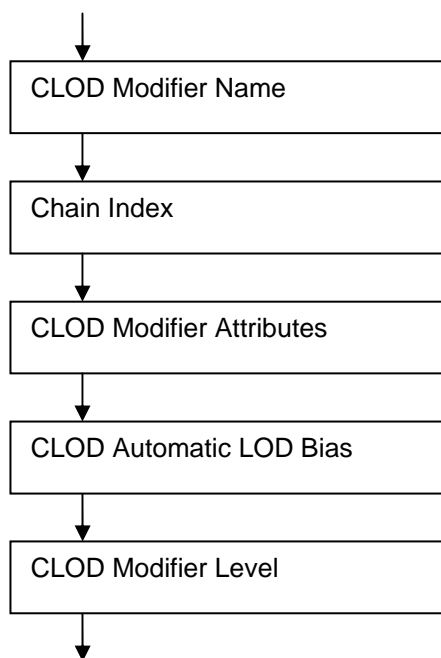 CLOD Modifier Name
Chain Index
CLOD Modifier Attributes
CLOD Automatic LOD Bias
CLOD Modifier Level